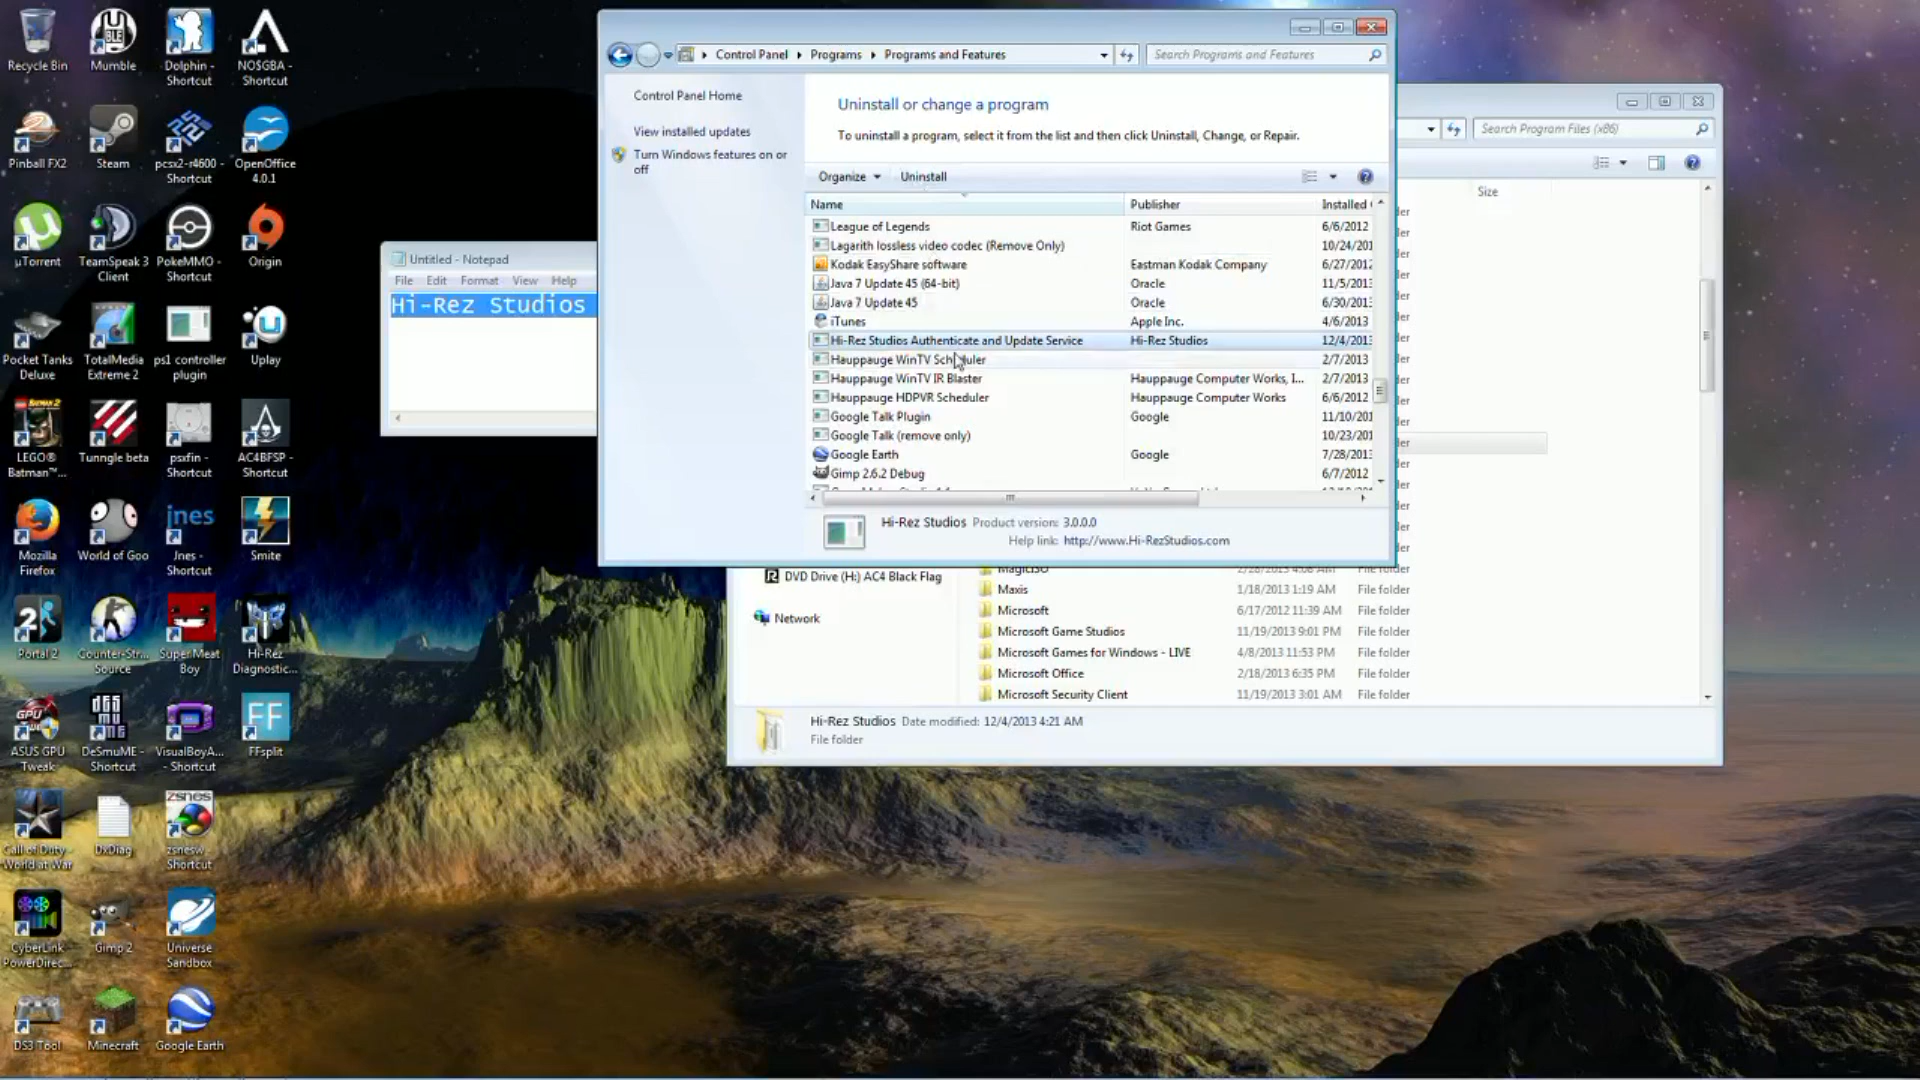 Recycle Bin
Mumble
Dolphin -
Shortcut
NO$GBA -
Shortcut
Pinball FX2
Steam
pcsx2-r4600 -
Shortcut
OpenOffice
4.0.1
µTorrent
TeamSpeak 3
Client
PokeMMO -
Shortcut
Origin
Pocket Tanks
Deluxe
TotalMedia
Extreme 2
ps1 controller
plugin
Uplay
LEGO®
Batman™...
Tunngle beta
psxfin -
Shortcut
AC4BFSP -
Shortcut
Mozilla
Firefox
World of Goo
jnes
Jnes -
Shortcut
Smite
Portal 2
Counter-Str...
Source
Super Meat
Boy
Hi-Rez
Diagnostic...
ASUS GPU
Tweak
DeSmuME -
Shortcut
VisualBoyA...
- Shortcut
FFsplit
Call of Duty -
World at War
DxDiag
zsnesw -
Shortcut
CyberLink
PowerDirec...
Gimp 2
Universe
Sandbox
DS3 Tool
Minecraft
Google Earth
Untitled - Notepad
File Edit Format View Help
Hi-Rez Studios
Control Panel Programs Programs and Features
Search Programs and Features
Control Panel Home
View installed updates
Turn Windows features on or
off
Uninstall or change a program
To uninstall a program, select it from the list and then click Uninstall, Change, or Repair.
Organize Uninstall
Name Publisher Installed
League of Legends Riot Games 6/6/2012
Lagarith lossless video codec (Remove Only) 10/24/201
Kodak EasyShare software Eastman Kodak Company 6/27/2012
Java 7 Update 45 (64-bit) Oracle 11/5/2013
Java 7 Update 45 Oracle 6/30/2013
iTunes Apple Inc. 4/6/2013
Hi-Rez Studios Authenticate and Update Service Hi-Rez Studios 12/4/2013
Hauppauge WinTV Scheduler 2/7/2013
Hauppauge WinTV IR Blaster Hauppauge Computer Works, I... 2/7/2013
Hauppauge HDPVR Scheduler Hauppauge Computer Works 6/6/2012
Google Talk Plugin Google 11/10/201
Google Talk (remove only) 10/23/201
Google Earth Google 7/28/2013
Gimp 2.6.2 Debug 6/7/2012
Hi-Rez Studios Product version: 3.0.0.0
Help link: http://www.Hi-RezStudios.com
Search Program Files (x86)
Size
DVD Drive (H:) AC4 Black Flag
Network
MagicISO 2/28/2013 4:08 AM File folder
Maxis 1/18/2013 1:19 AM File folder
Microsoft 6/17/2012 11:39 AM File folder
Microsoft Game Studios 11/19/2013 9:01 PM File folder
Microsoft Games for Windows - LIVE 4/8/2013 11:53 PM File folder
Microsoft Office 2/18/2013 6:35 PM File folder
Microsoft Security Client 11/19/2013 3:01 AM File folder
Hi-Rez Studios Date modified: 12/4/2013 4:21 AM
File folder